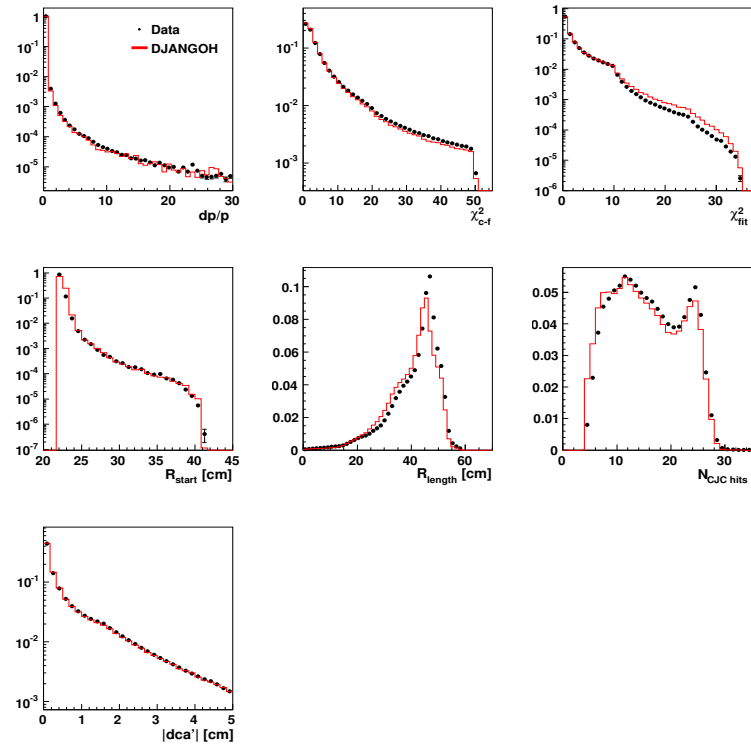 Data
DJANGOH
1
10⁻¹
10⁻²
10⁻³
10⁻⁴
10⁻⁵
0 10 20 30
dp/p
10⁻¹
10⁻²
10⁻³
0 10 20 30 40 50
χ²c-f
1
10⁻¹
10⁻²
10⁻³
10⁻⁴
10⁻⁵
10⁻⁶
0 10 20 30
χ²fit
1
10⁻¹
10⁻²
10⁻³
10⁻⁴
10⁻⁵
10⁻⁶
10⁻⁷
20 25 30 35 40 45
Rstart [cm]
0.1
0.08
0.06
0.04
0.02
0
0 20 40 60
Rlength [cm]
0.05
0.04
0.03
0.02
0.01
0
0 10 20 30
NCJC hits
10⁻¹
10⁻²
10⁻³
0 1 2 3 4 5
|dca'| [cm]